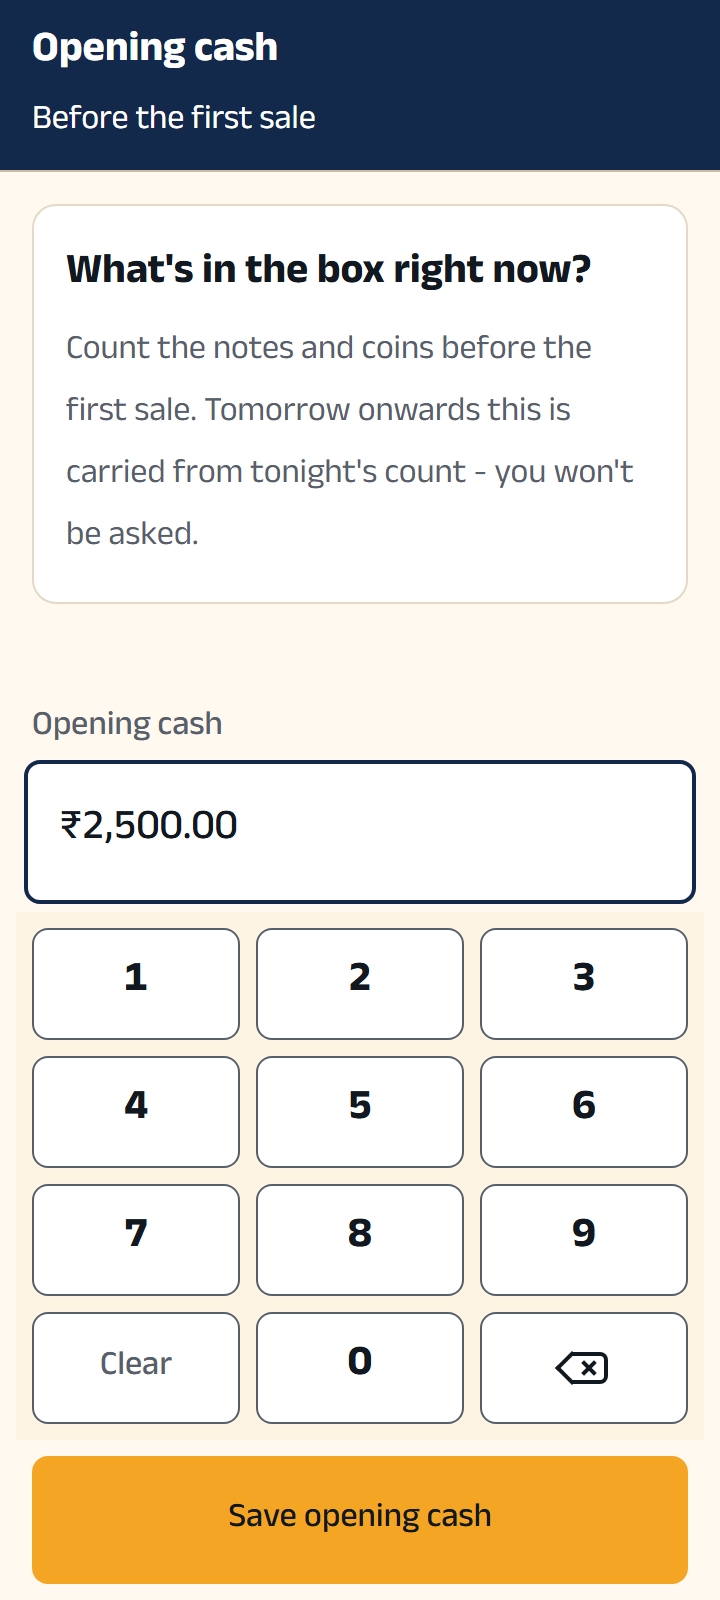 Opening cash
Before the first sale
What's in the box right now?
Count the notes and coins before the
first sale. Tomorrow onwards this is
carried from tonight's count - you won't
be asked.
Opening cash
₹2,500.00
1 2 3
4 5 6
7 8 9
Clear 0
Save opening cash